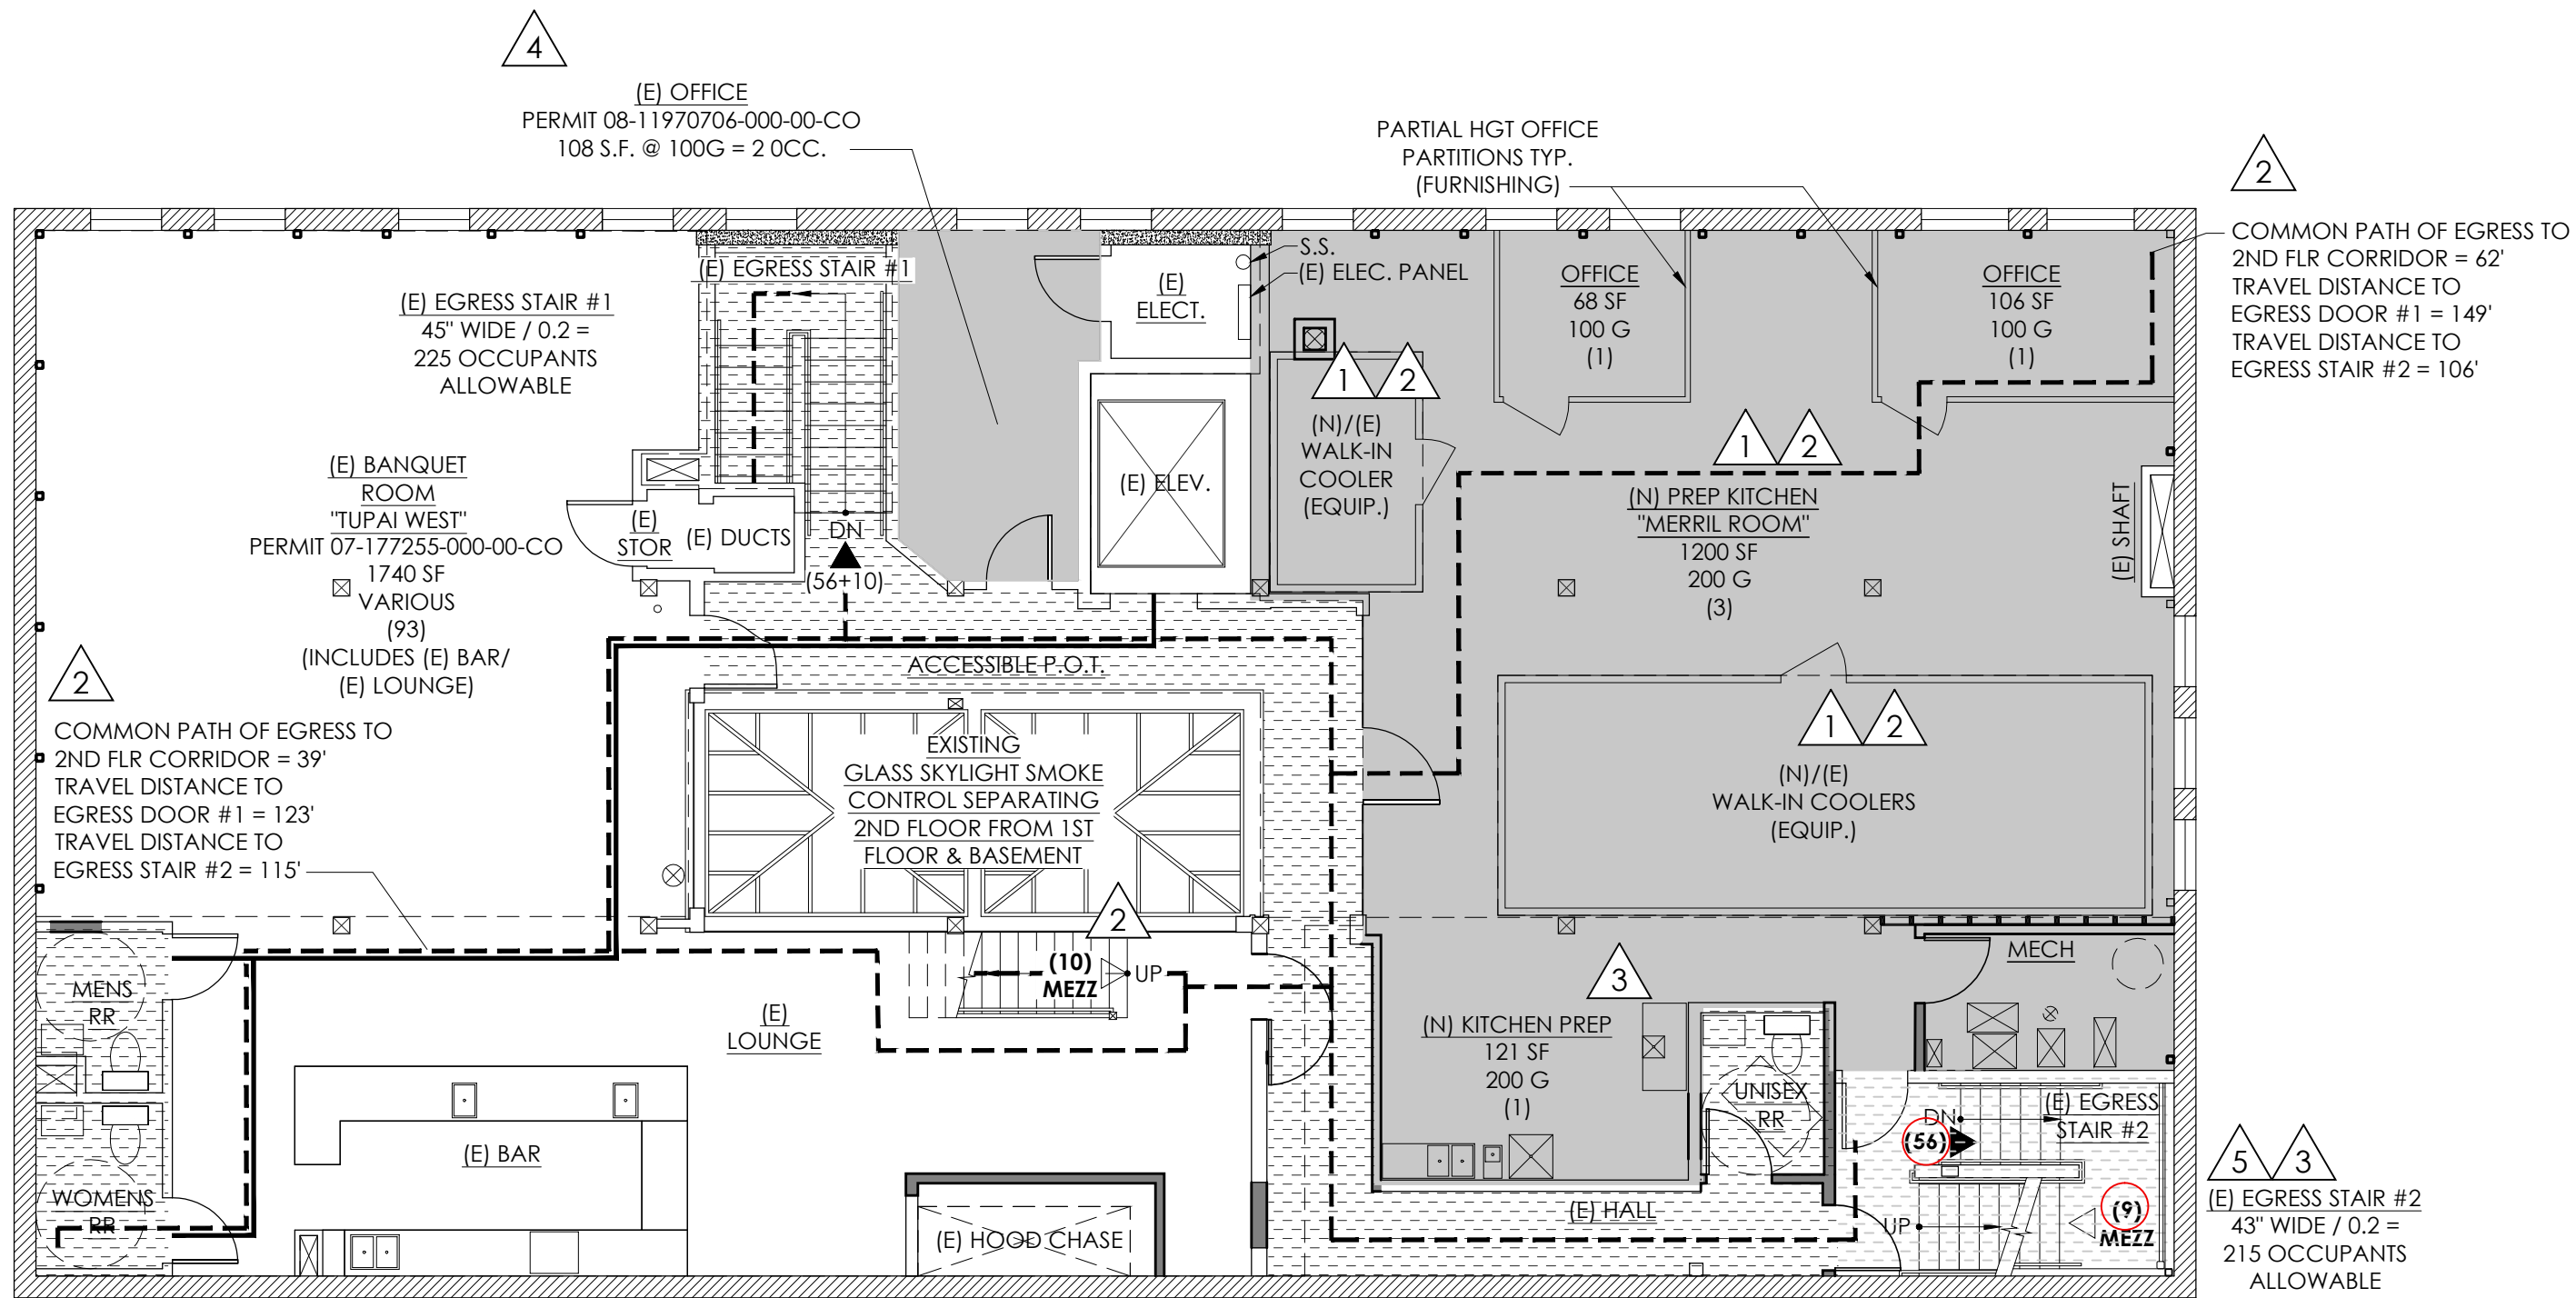 4
(E) OFFICE
PERMIT 08-11970706-000-00-CO
108 S.F. @ 100G = 2 0CC.
PARTIAL HGT OFFICE
PARTITIONS TYP.
(FURNISHING)
2
COMMON PATH OF EGRESS TO
2ND FLR CORRIDOR = 62'
TRAVEL DISTANCE TO
EGRESS DOOR #1 = 149'
TRAVEL DISTANCE TO
EGRESS STAIR #2 = 106'
(E) EGRESS STAIR #1
45" WIDE / 0.2 =
225 OCCUPANTS
ALLOWABLE
(E) EGRESS STAIR #1
(E)
ELECT.
S.S.
(E) ELEC. PANEL
OFFICE
68 SF
100 G
(1)
OFFICE
106 SF
100 G
(1)
1
2
(N)/(E)
WALK-IN
COOLER
(EQUIP.)
1
2
(N) PREP KITCHEN
"MERRIL ROOM"
1200 SF
200 G
(3)
(E) SHAFT
(E) BANQUET
ROOM
"TUPAI WEST"
PERMIT 07-177255-000-00-CO
1740 SF
VARIOUS
(93)
(INCLUDES (E) BAR/
(E) LOUNGE)
(E)
STOR
(E) DUCTS
DN
(56+10)
(E) ELEV.
ACCESSIBLE P.O.T.
2
COMMON PATH OF EGRESS TO
2ND FLR CORRIDOR = 39'
TRAVEL DISTANCE TO
EGRESS DOOR #1 = 123'
TRAVEL DISTANCE TO
EGRESS STAIR #2 = 115'
EXISTING
GLASS SKYLIGHT SMOKE
CONTROL SEPARATING
2ND FLOOR FROM 1ST
FLOOR & BASEMENT
1
2
(N)/(E)
WALK-IN COOLERS
(EQUIP.)
2
(10)
MEZZ
UP
MENS
RR
(E)
LOUNGE
3
(N) KITCHEN PREP
121 SF
200 G
(1)
MECH
UNISEX
RR
DN
(E) EGRESS
STAIR #2
(56)
(E) BAR
WOMENS
RR
(E) HOOD CHASE
(E) HALL
UP
(9)
MEZZ
5
3
(E) EGRESS STAIR #2
43" WIDE / 0.2 =
215 OCCUPANTS
ALLOWABLE